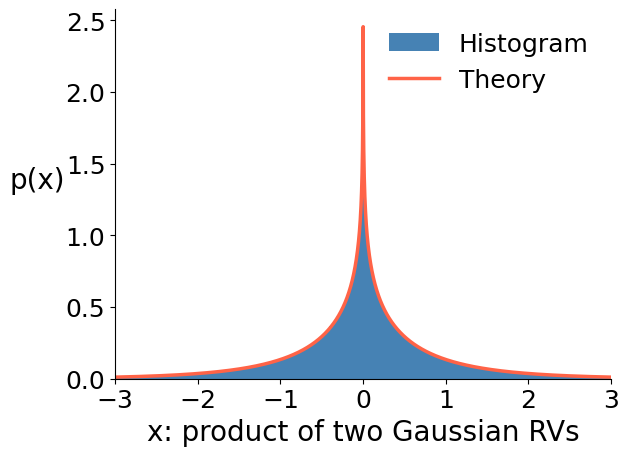 2.5
2.0
1.5
1.0
0.5
0.0
p(x)
Histogram
Theory
−3 −2 −1 0 1 2 3
x: product of two Gaussian RVs